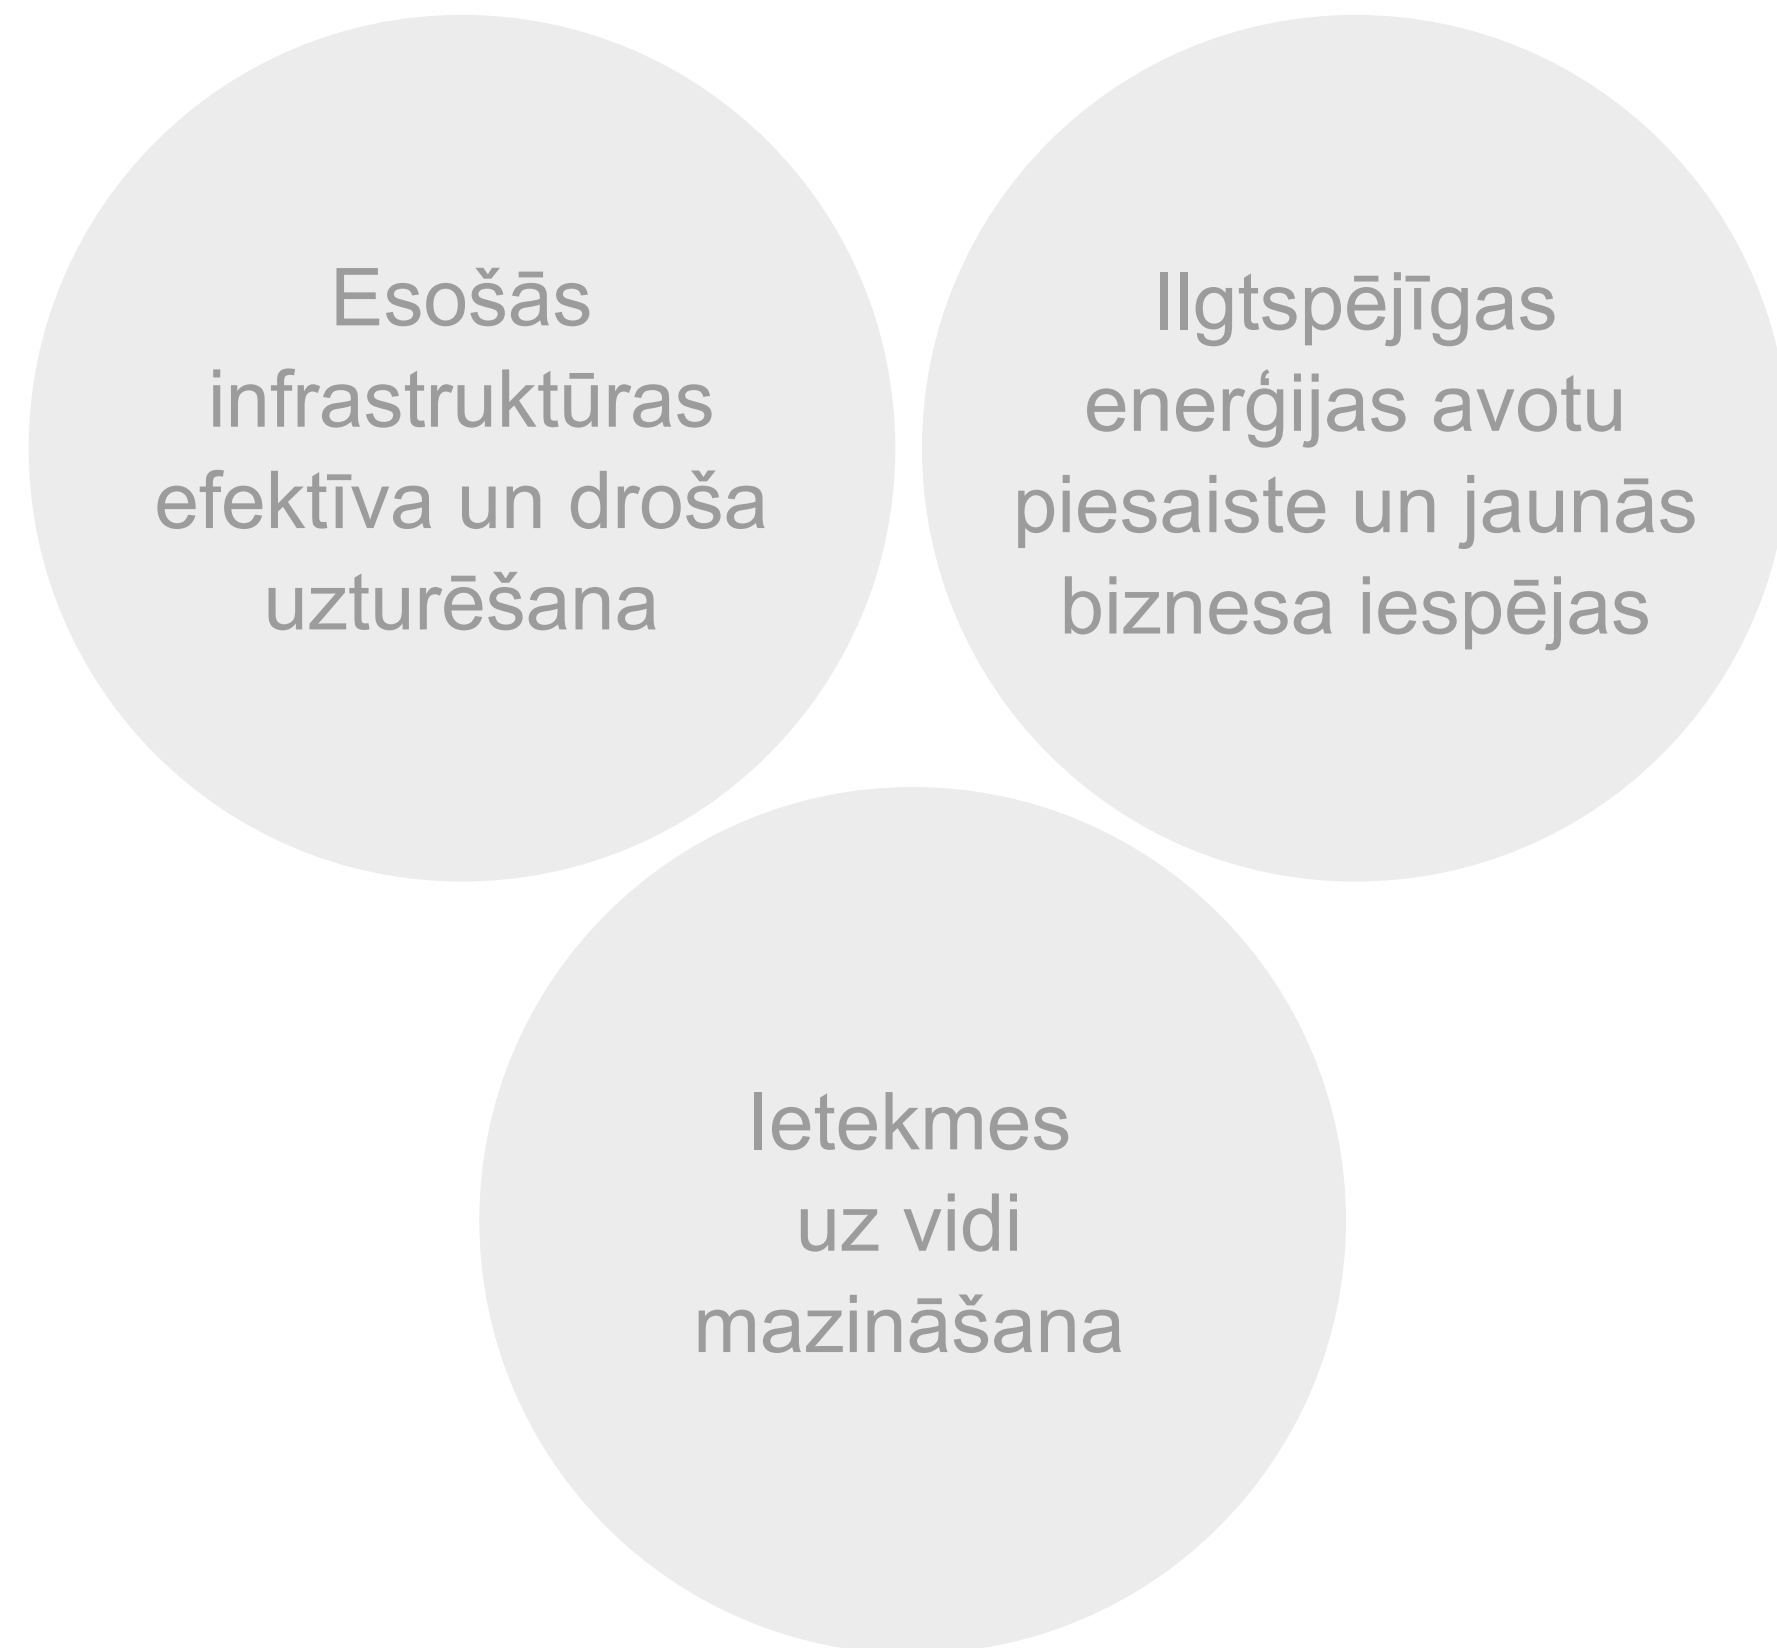 Esošās
infrastruktūras
efektīva un droša
uzturēšana
Ilgtspējīgas
enerģijas avotu
piesaiste un jaunās
biznesa iespējas
Ietekmes
uz vidi
mazināšana